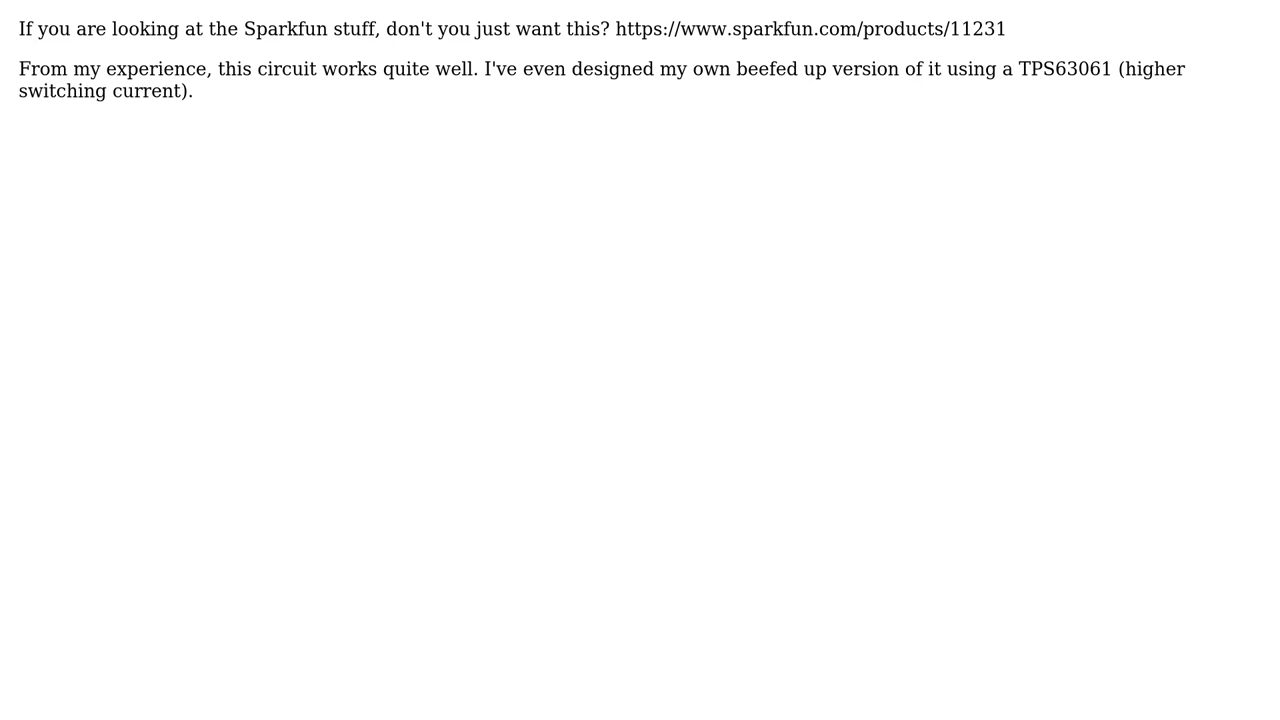 If you are looking at the Sparkfun stuff, don't you just want this? https://www.sparkfun.com/products/11231
From my experience, this circuit works quite well. I've even designed my own beefed up version of it using a TPS63061 (higher
switching current).